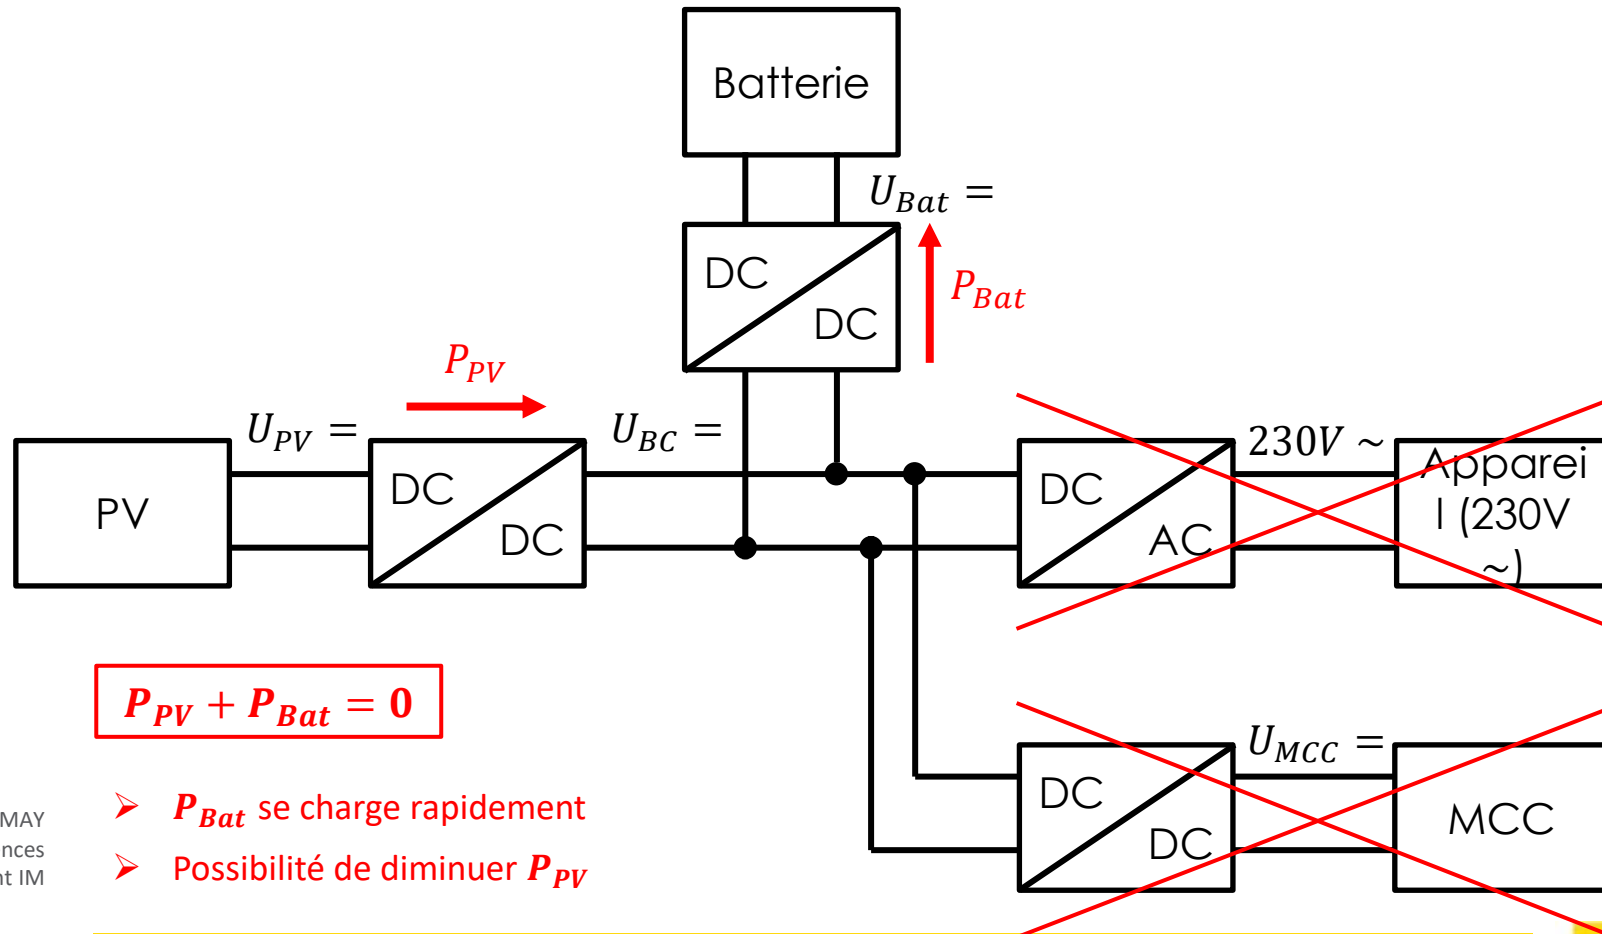 Batterie
U_Bat =
DC
DC
P_Bat
P_PV
U_PV =
U_BC =
230V ~
PV
DC
DC
DC
AC
Apparei
l (230V
~)
P_PV + P_Bat = 0
U_MCC =
DC
DC
MCC
➢ P_Bat se charge rapidement
➢ Possibilité de diminuer P_PV
MAY
nces
nt IM